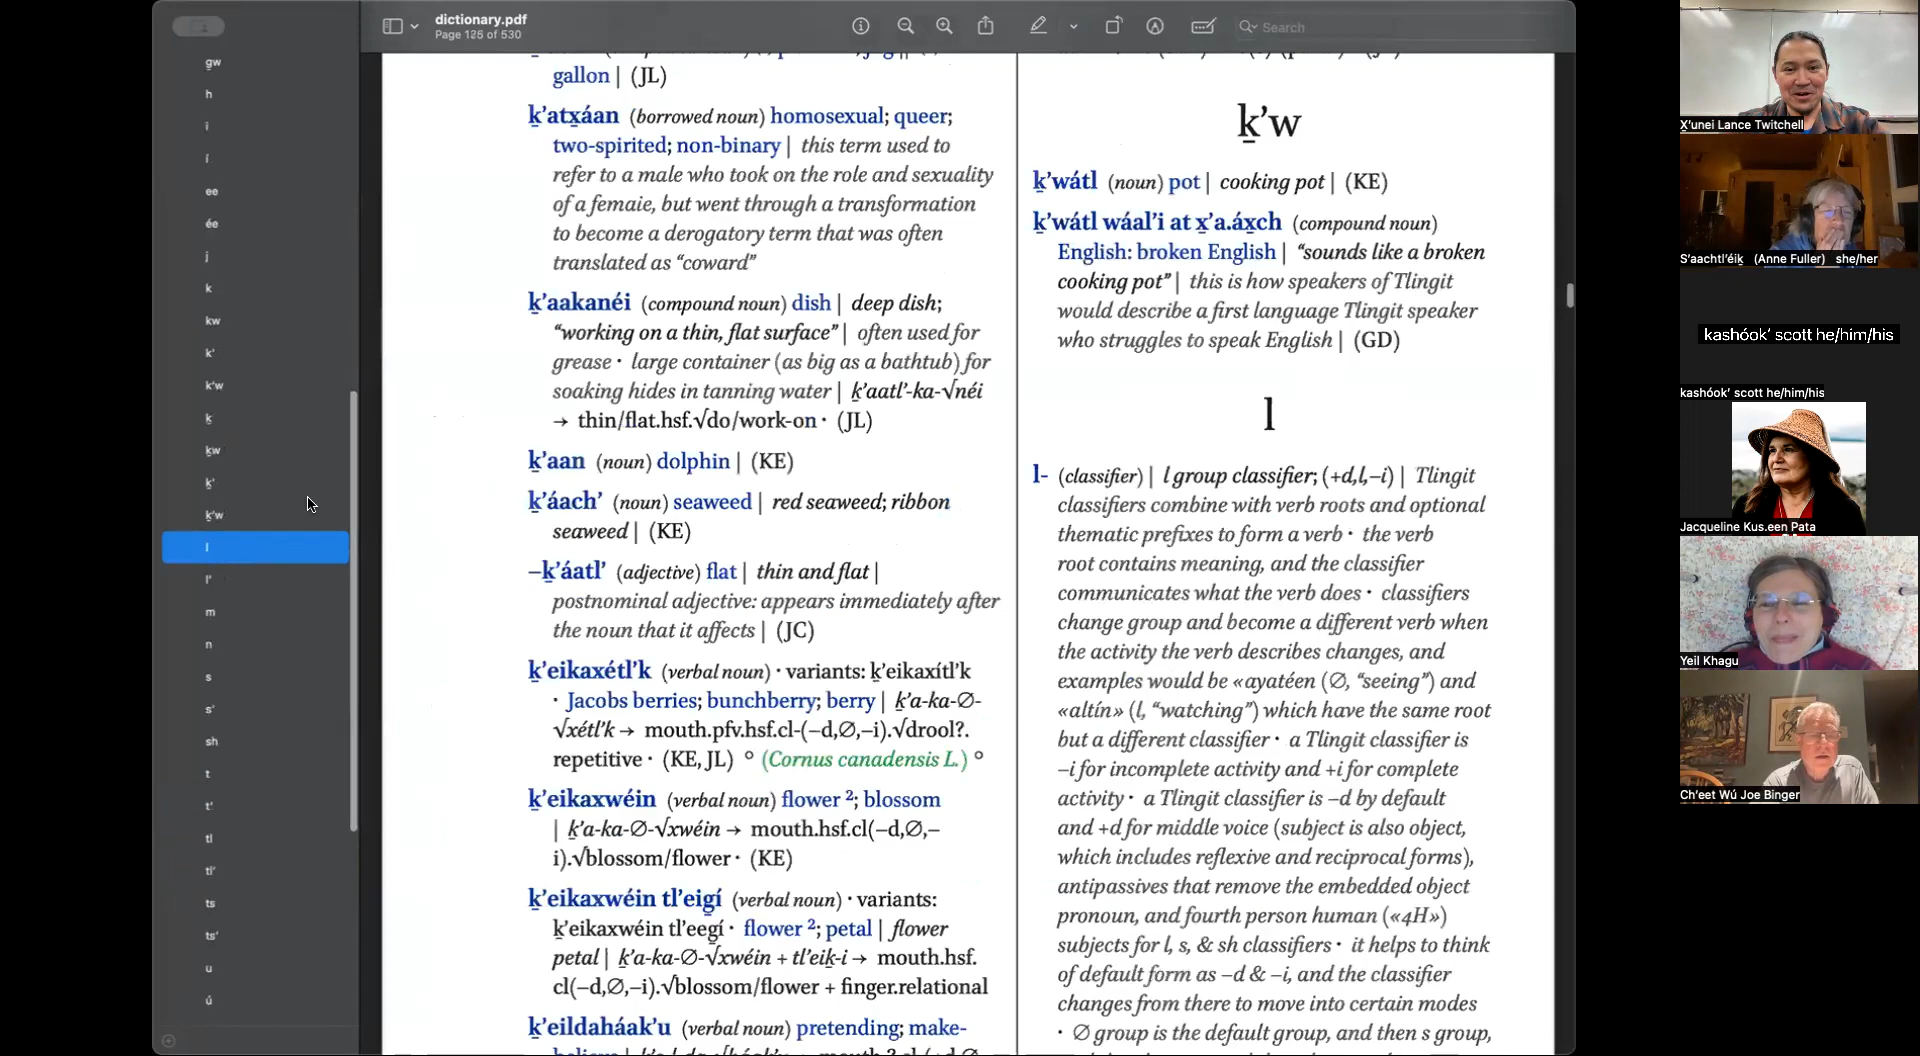 dictionary.pdf
Page 125 of 530
Search
gw
h
i
í
ee
ée
j
k
kw
k'
k'w
ḵ
ḵw
ḵ'
ḵ'w
l
l'
m
n
s
s'
sh
t
t'
tl
tl'
ts
ts'
u
ú
gallon | (JL)
ḵ’atx̱áan (borrowed noun) homosexual; queer;
two-spirited; non-binary | this term used to
refer to a male who took on the role and sexuality
of a femaie, but went through a transformation
to become a derogatory term that was often
translated as “coward”
ḵ’aakanéi (compound noun) dish | deep dish;
“working on a thin, flat surface” | often used for
grease · large container (as big as a bathtub) for
soaking hides in tanning water | ḵ’aatl’-ka-√néi
→ thin/flat.hsf.√do/work-on · (JL)
ḵ’aan (noun) dolphin | (KE)
ḵ’áach’ (noun) seaweed | red seaweed; ribbon
seaweed | (KE)
–ḵ’áatl’ (adjective) flat | thin and flat |
postnominal adjective: appears immediately after
the noun that it affects | (JC)
ḵ’eikaxétl’k (verbal noun) · variants: ḵ’eikaxítl’k
· Jacobs berries; bunchberry; berry | ḵ’a-ka-∅-
√xétl’k → mouth.pfv.hsf.cl-(–d,∅,–i).√drool?.
repetitive · (KE, JL) ° (Cornus canadensis L.) °
ḵ’eikaxwéin (verbal noun) flower ²; blossom
| ḵ’a-ka-∅-√xwéin → mouth.hsf.cl(–d,∅,–
i).√blossom/flower · (KE)
ḵ’eikaxwéin tl’eig̱í (verbal noun) · variants:
ḵ’eikaxwéin tl’eeg̱í · flower ²; petal | flower
petal | ḵ’a-ka-∅-√xwéin + tl’eiḵ-i → mouth.hsf.
cl(–d,∅,–i).√blossom/flower + finger.relational
ḵ’eildaháak’u (verbal noun) pretending; make-
ḵ’w
ḵ’wátl (noun) pot | cooking pot | (KE)
ḵ’wátl wáal’i at x̱’a.áx̱ch (compound noun)
English: broken English | “sounds like a broken
cooking pot” | this is how speakers of Tlingit
would describe a first language Tlingit speaker
who struggles to speak English | (GD)
l
l- (classifier) | l group classifier; (+d,l,–i) | Tlingit
classifiers combine with verb roots and optional
thematic prefixes to form a verb · the verb
root contains meaning, and the classifier
communicates what the verb does · classifiers
change group and become a different verb when
the activity the verb describes changes, and
examples would be «ayatéen (∅, “seeing”) and
«altín» (l, “watching”) which have the same root
but a different classifier · a Tlingit classifier is
–i for incomplete activity and +i for complete
activity · a Tlingit classifier is –d by default
and +d for middle voice (subject is also object,
which includes reflexive and reciprocal forms),
antipassives that remove the embedded object
pronoun, and fourth person human («4H»)
subjects for l, s, & sh classifiers · it helps to think
of default form as –d & –i, and the classifier
changes from there to move into certain modes
· ∅ group is the default group, and then s group,
X̱'unei Lance Twitchell
S'aachtl'éiḵ (Anne Fuller) she/her
kashóok' scott he/him/his
kashóok' scott he/him/his
Jacqueline Kus.een Pata
Yeil Khagu
Ch'eet Wú Joe Binger